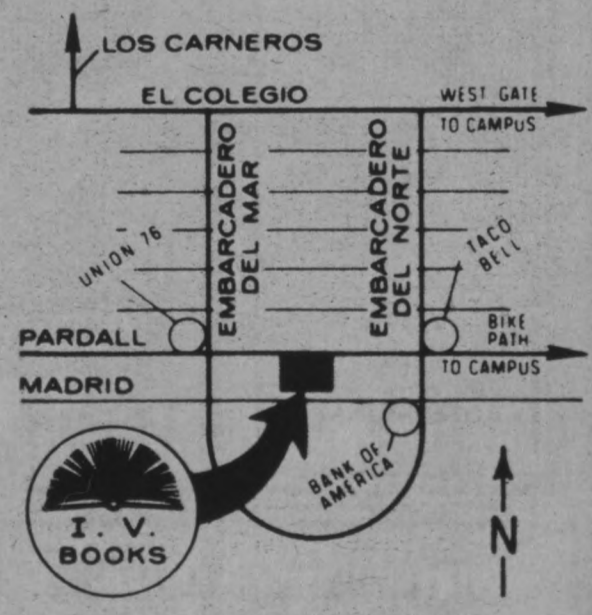 LOS CARNEROS
EL COLEGIO
WEST GATE
TO CAMPUS
EMBARCADERO
DEL MAR
EMBARCADERO
DEL NORTE
UNION 76
TACO
BELL
PARDALL
BIKE
PATH
TO CAMPUS
MADRID
BANK OF
AMERICA
I. V.
BOOKS
N